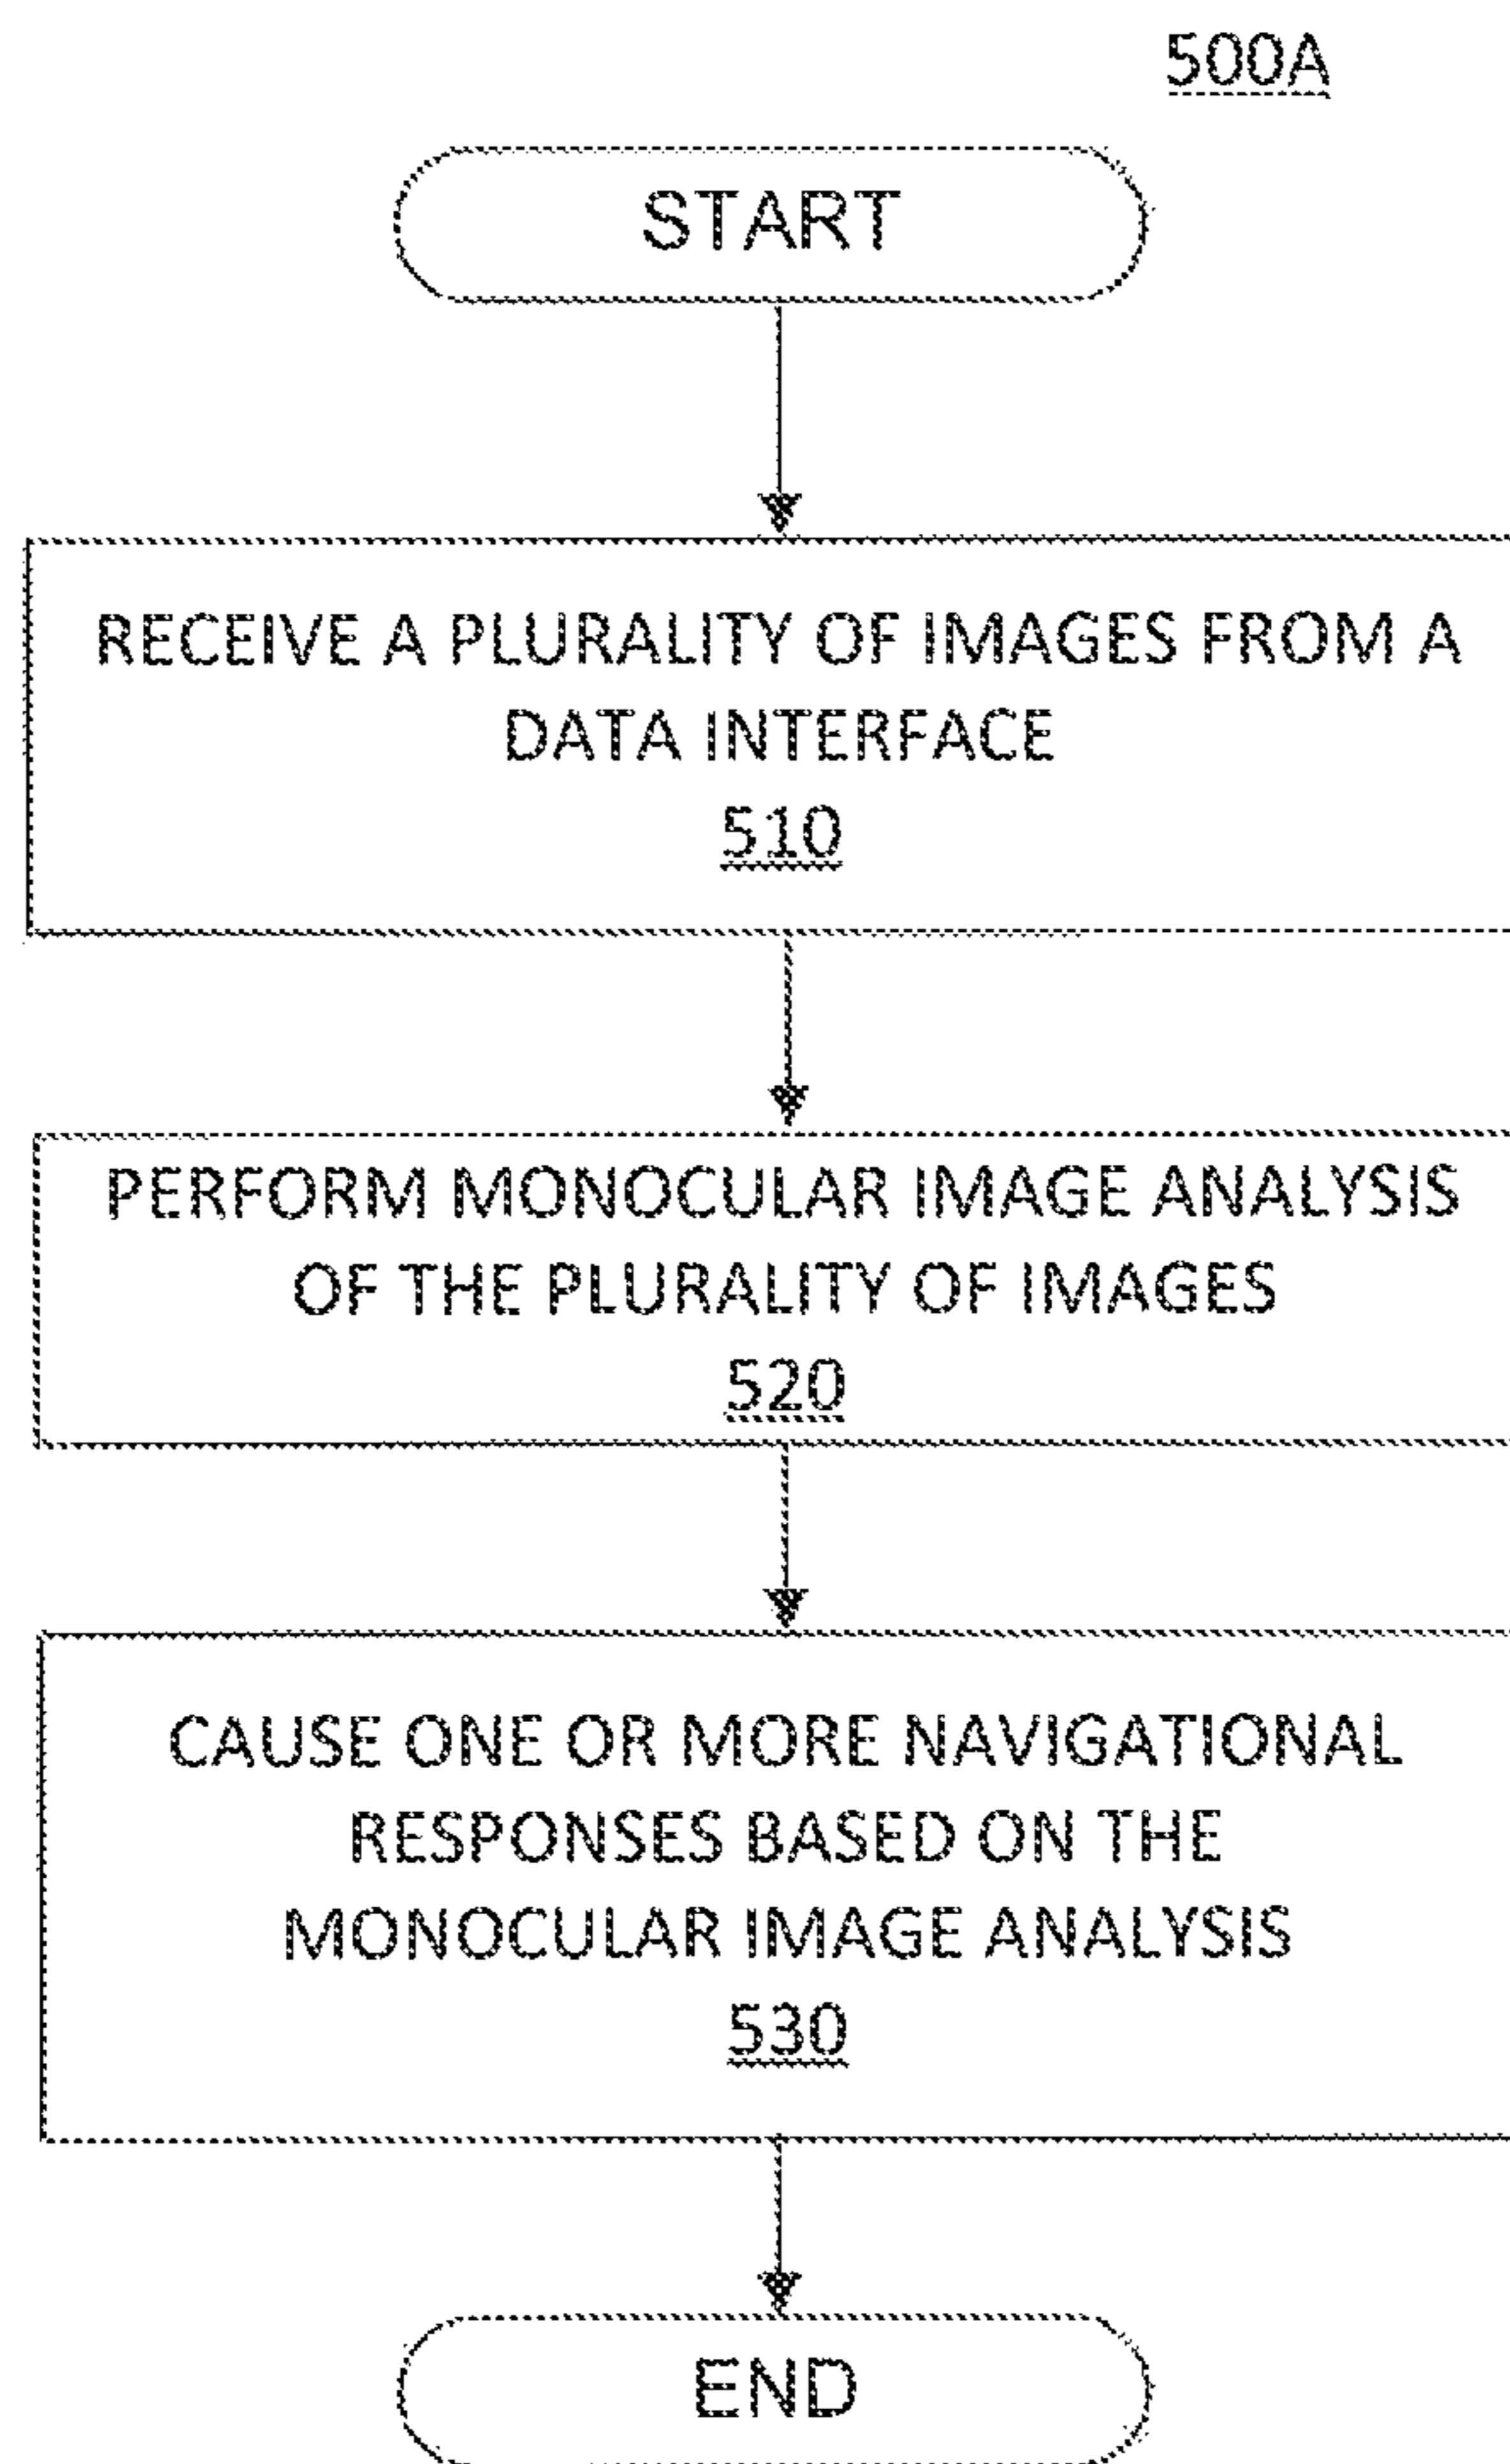 500A
START
RECEIVE A PLURALITY OF IMAGES FROM A
DATA INTERFACE
510
PERFORM MONOCULAR IMAGE ANALYSIS
OF THE PLURALITY OF IMAGES
520
CAUSE ONE OR MORE NAVIGATIONAL
RESPONSES BASED ON THE
MONOCULAR IMAGE ANALYSIS
530
END